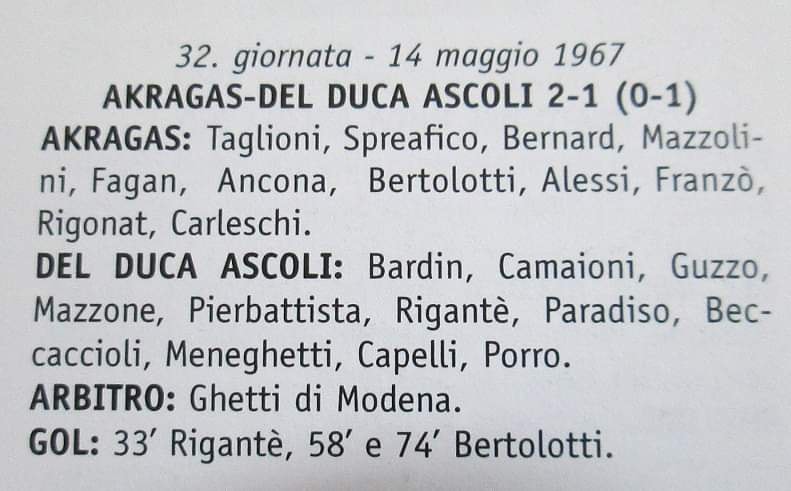 32. giornata - 14 maggio 1967
AKRAGAS-DEL DUCA ASCOLI 2-1 (0-1)
AKRAGAS: Taglioni, Spreafico, Bernard, Mazzoli-
ni, Fagan, Ancona, Bertolotti, Alessi, Franzò,
Rigonat, Carleschi.
DEL DUCA ASCOLI: Bardin, Camaioni, Guzzo,
Mazzone, Pierbattista, Rigantè, Paradiso, Bec-
caccioli, Meneghetti, Capelli, Porro.
ARBITRO: Ghetti di Modena.
GOL: 33′ Rigantè, 58′ e 74′ Bertolotti.